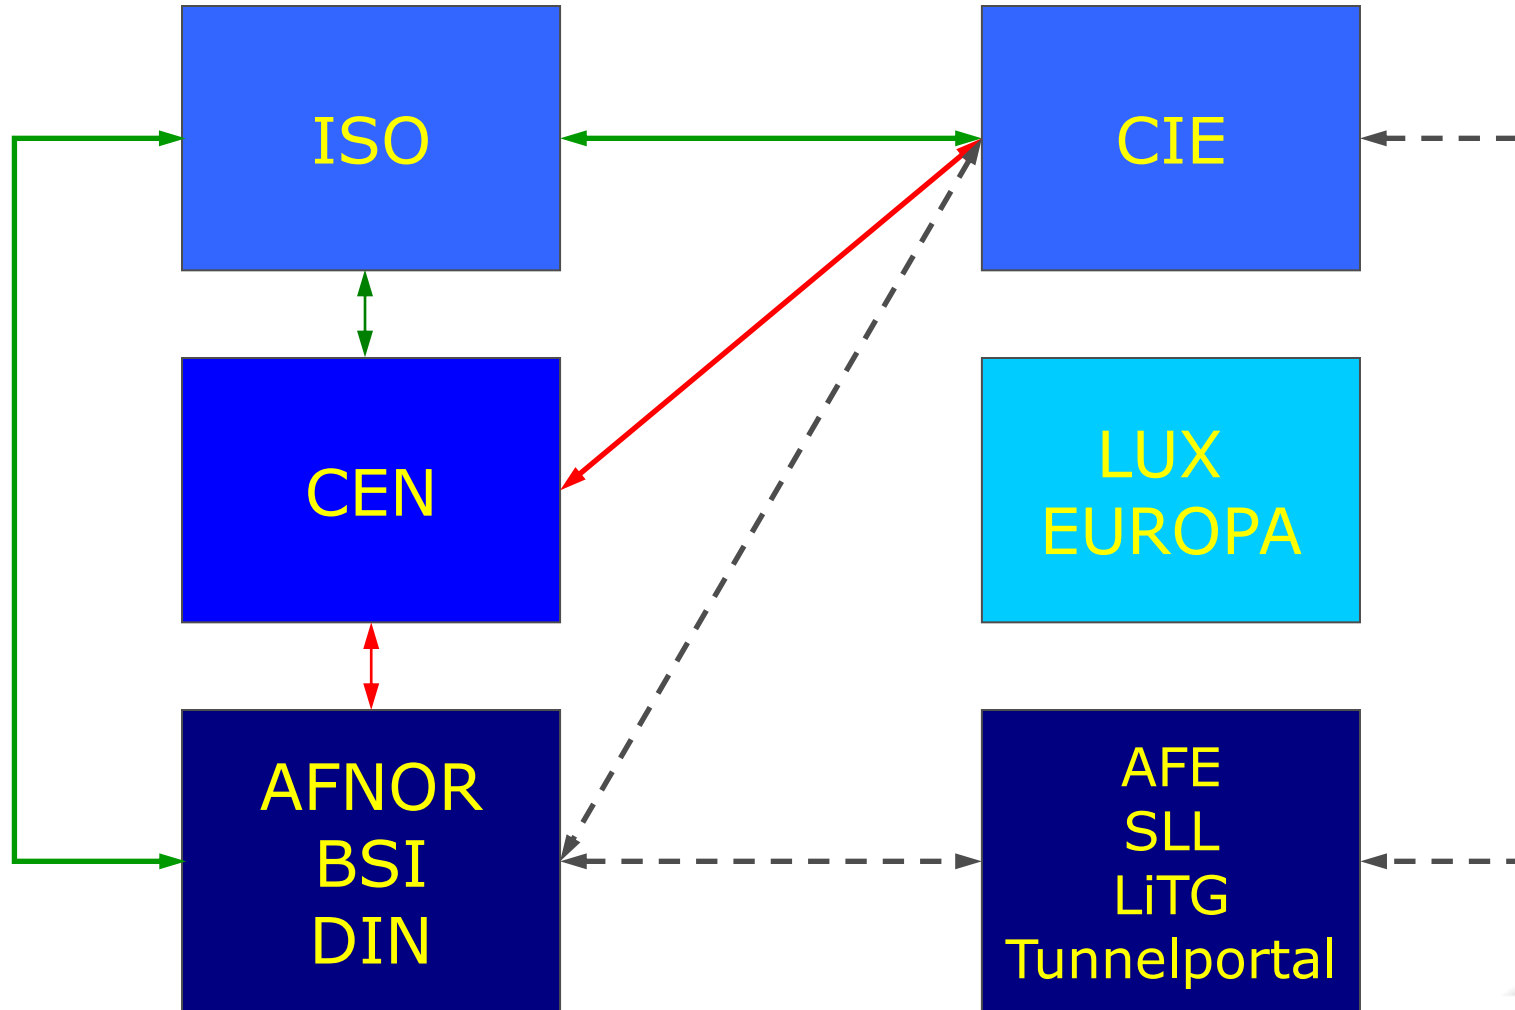 ISO
CIE
CEN
LUX
EUROPA
AFNOR
BSI
DIN
AFE
SLL
LiTG
Tunnelportal